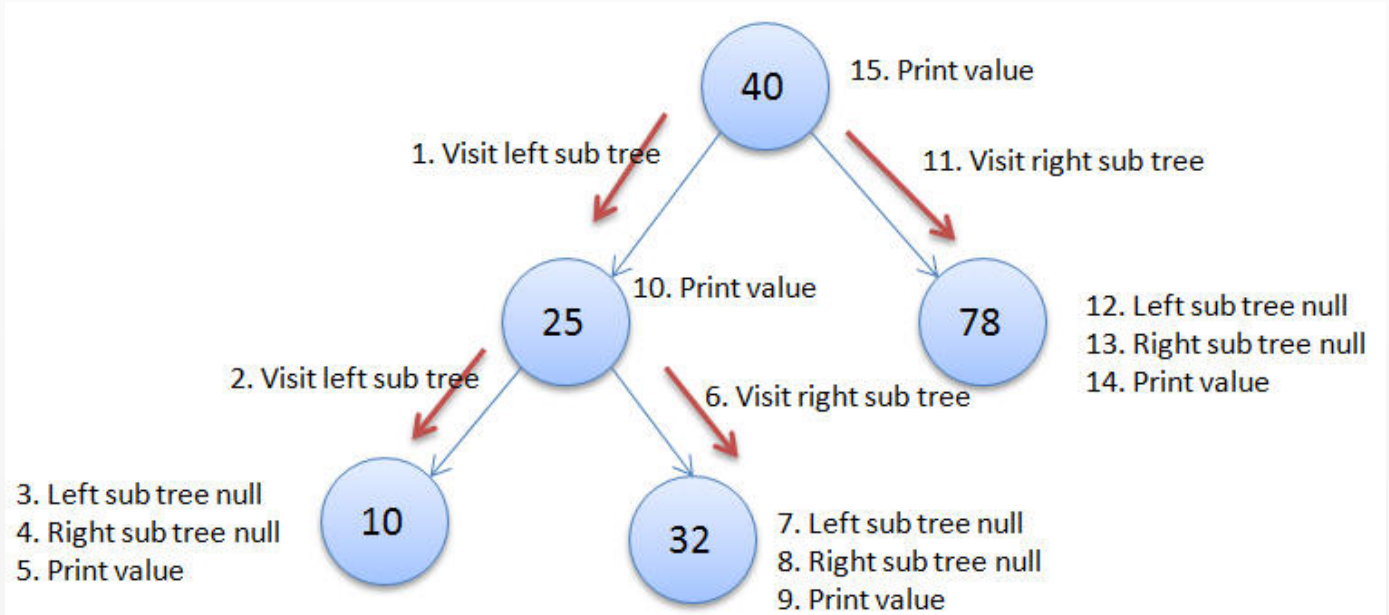 40
15. Print value
1. Visit left sub tree
11. Visit right sub tree
25
10. Print value
78
12. Left sub tree null
13. Right sub tree null
14. Print value
2. Visit left sub tree
6. Visit right sub tree
3. Left sub tree null
4. Right sub tree null
5. Print value
10
32
7. Left sub tree null
8. Right sub tree null
9. Print value